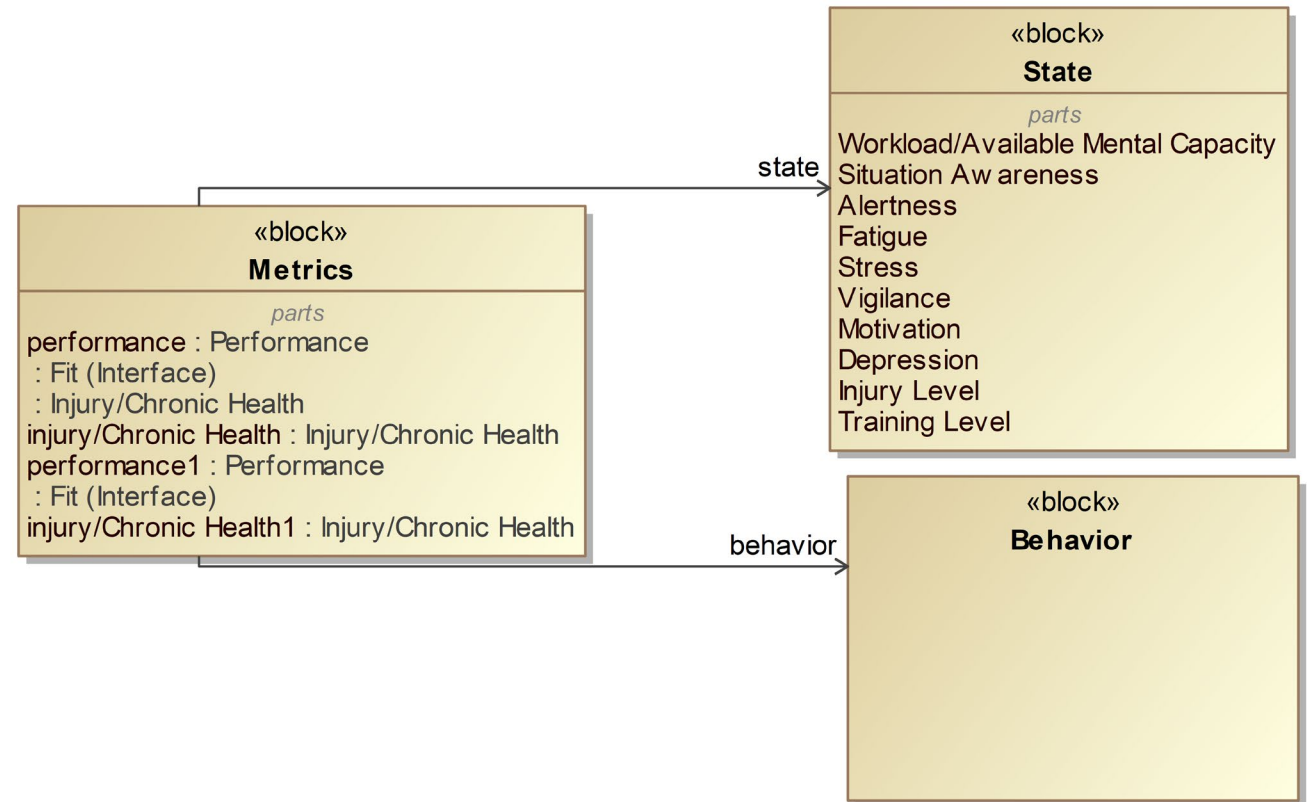 «block»
Metrics
parts
performance : Performance
: Fit (Interface)
: Injury/Chronic Health
injury/Chronic Health : Injury/Chronic Health
performance1 : Performance
: Fit (Interface)
injury/Chronic Health1 : Injury/Chronic Health
state
behavior
«block»
State
parts
Workload/Available Mental Capacity
Situation Awareness
Alertness
Fatigue
Stress
Vigilance
Motivation
Depression
Injury Level
Training Level
«block»
Behavior